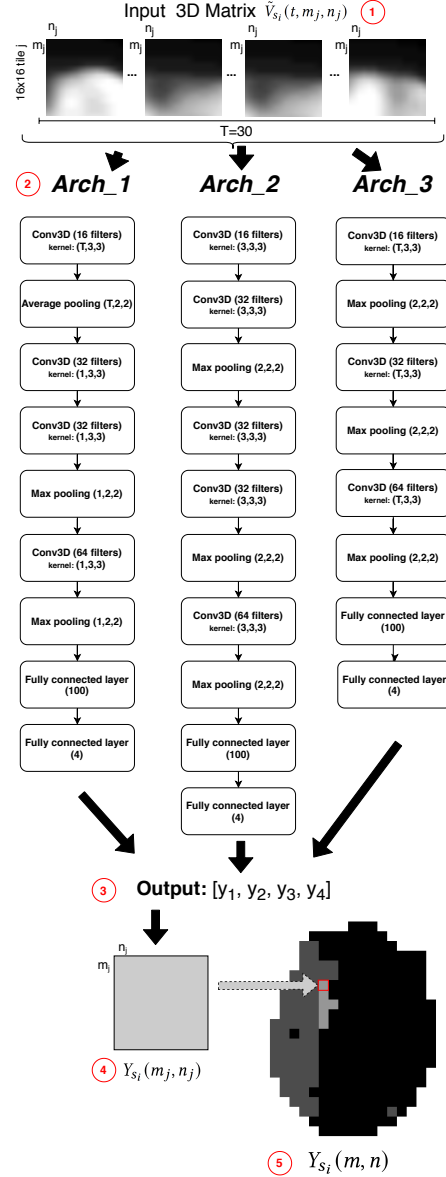 Input 3D Matrix Ṽ_{s_i}(t, m_j, n_j) 1
n_j
n_j
n_j
n_j
m_j
16x16 tile j
... ... ...
T=30
2 Arch_1 Arch_2 Arch_3
Conv3D (16 filters)
kernel: (T,3,3)
Average pooling (T,2,2)
Conv3D (32 filters)
kernel: (1,3,3)
Conv3D (32 filters)
kernel: (1,3,3)
Max pooling (1,2,2)
Conv3D (64 filters)
kernel: (1,3,3)
Max pooling (1,2,2)
Fully connected layer
(100)
Fully connected layer
(4)
Conv3D (16 filters)
kernel: (3,3,3)
Conv3D (32 filters)
kernel: (3,3,3)
Max pooling (2,2,2)
Conv3D (32 filters)
kernel: (3,3,3)
Conv3D (32 filters)
kernel: (3,3,3)
Max pooling (2,2,2)
Conv3D (64 filters)
kernel: (3,3,3)
Max pooling (2,2,2)
Fully connected layer
(100)
Fully connected layer
(4)
Conv3D (16 filters)
kernel: (T,3,3)
Max pooling (2,2,2)
Conv3D (32 filters)
kernel: (T,3,3)
Max pooling (2,2,2)
Conv3D (64 filters)
kernel: (T,3,3)
Max pooling (2,2,2)
Fully connected layer
(100)
Fully connected layer
(4)
3 Output: [y₁, y₂, y₃, y₄]
n_j
m_j
4 Y_{s_i}(m_j, n_j)
5 Y_{s_i}(m, n)